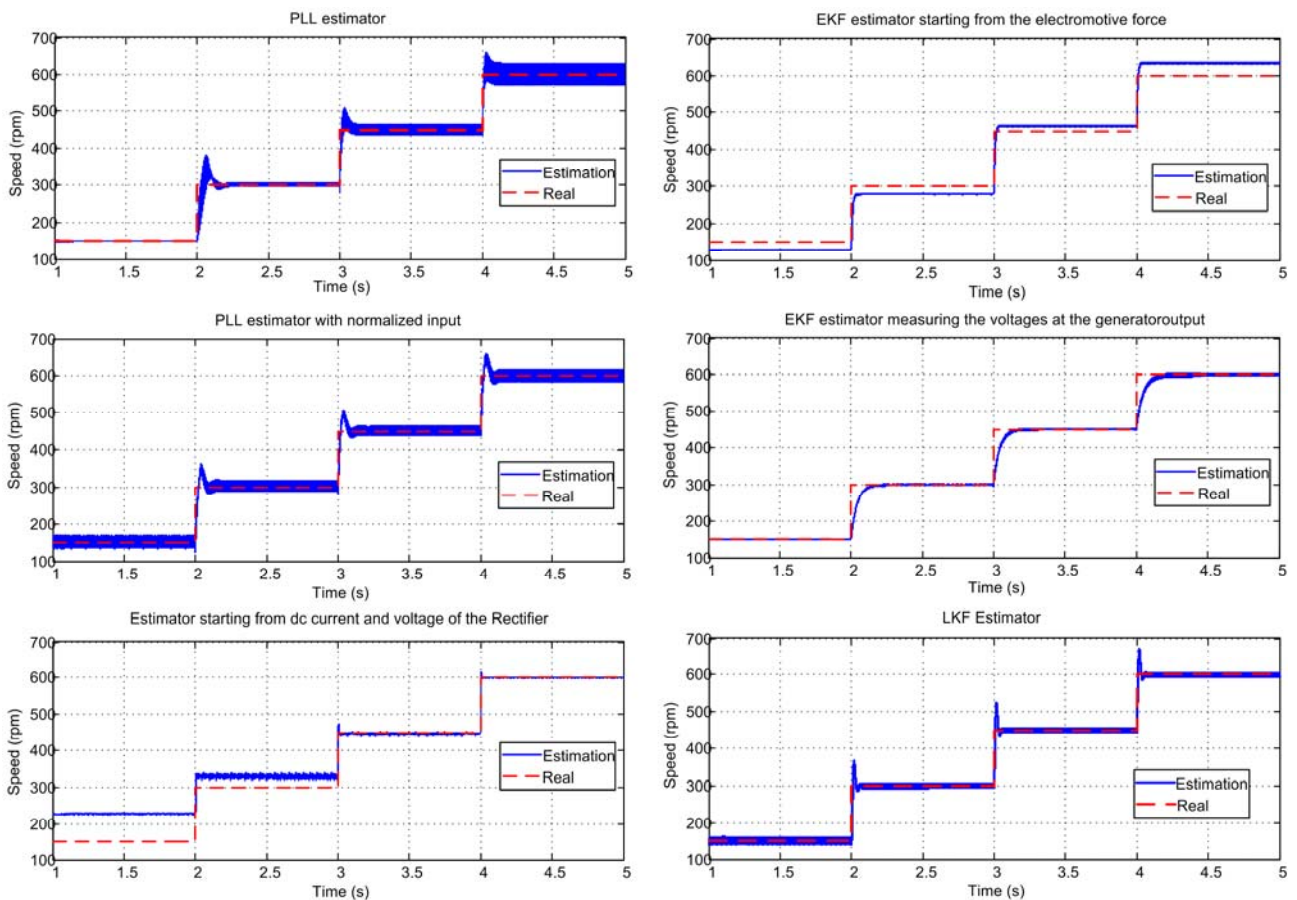 PLL estimator
700
600
500
400
300
200
100
Speed (rpm)
Estimation
Real
1 1.5 2 2.5 3 3.5 4 4.5 5
Time (s)
EKF estimator starting from the electromotive force
700
600
500
400
300
200
100
Speed (rpm)
Estimation
Real
1 1.5 2 2.5 3 3.5 4 4.5 5
Time (s)
PLL estimator with normalized input
700
600
500
400
300
200
100
Speed (rpm)
Estimation
Real
1 1.5 2 2.5 3 3.5 4 4.5 5
Time (s)
EKF estimator measuring the voltages at the generatoroutput
700
600
500
400
300
200
100
Speed (rpm)
Estimation
Real
1 1.5 2 2.5 3 3.5 4 4.5 5
Time (s)
Estimator starting from dc current and voltage of the Rectifier
700
600
500
400
300
200
100
Speed (rpm)
Estimation
Real
1 1.5 2 2.5 3 3.5 4 4.5 5
Time (s)
LKF Estimator
700
600
500
400
300
200
100
Speed (rpm)
Estimation
Real
1 1.5 2 2.5 3 3.5 4 4.5 5
Time (s)